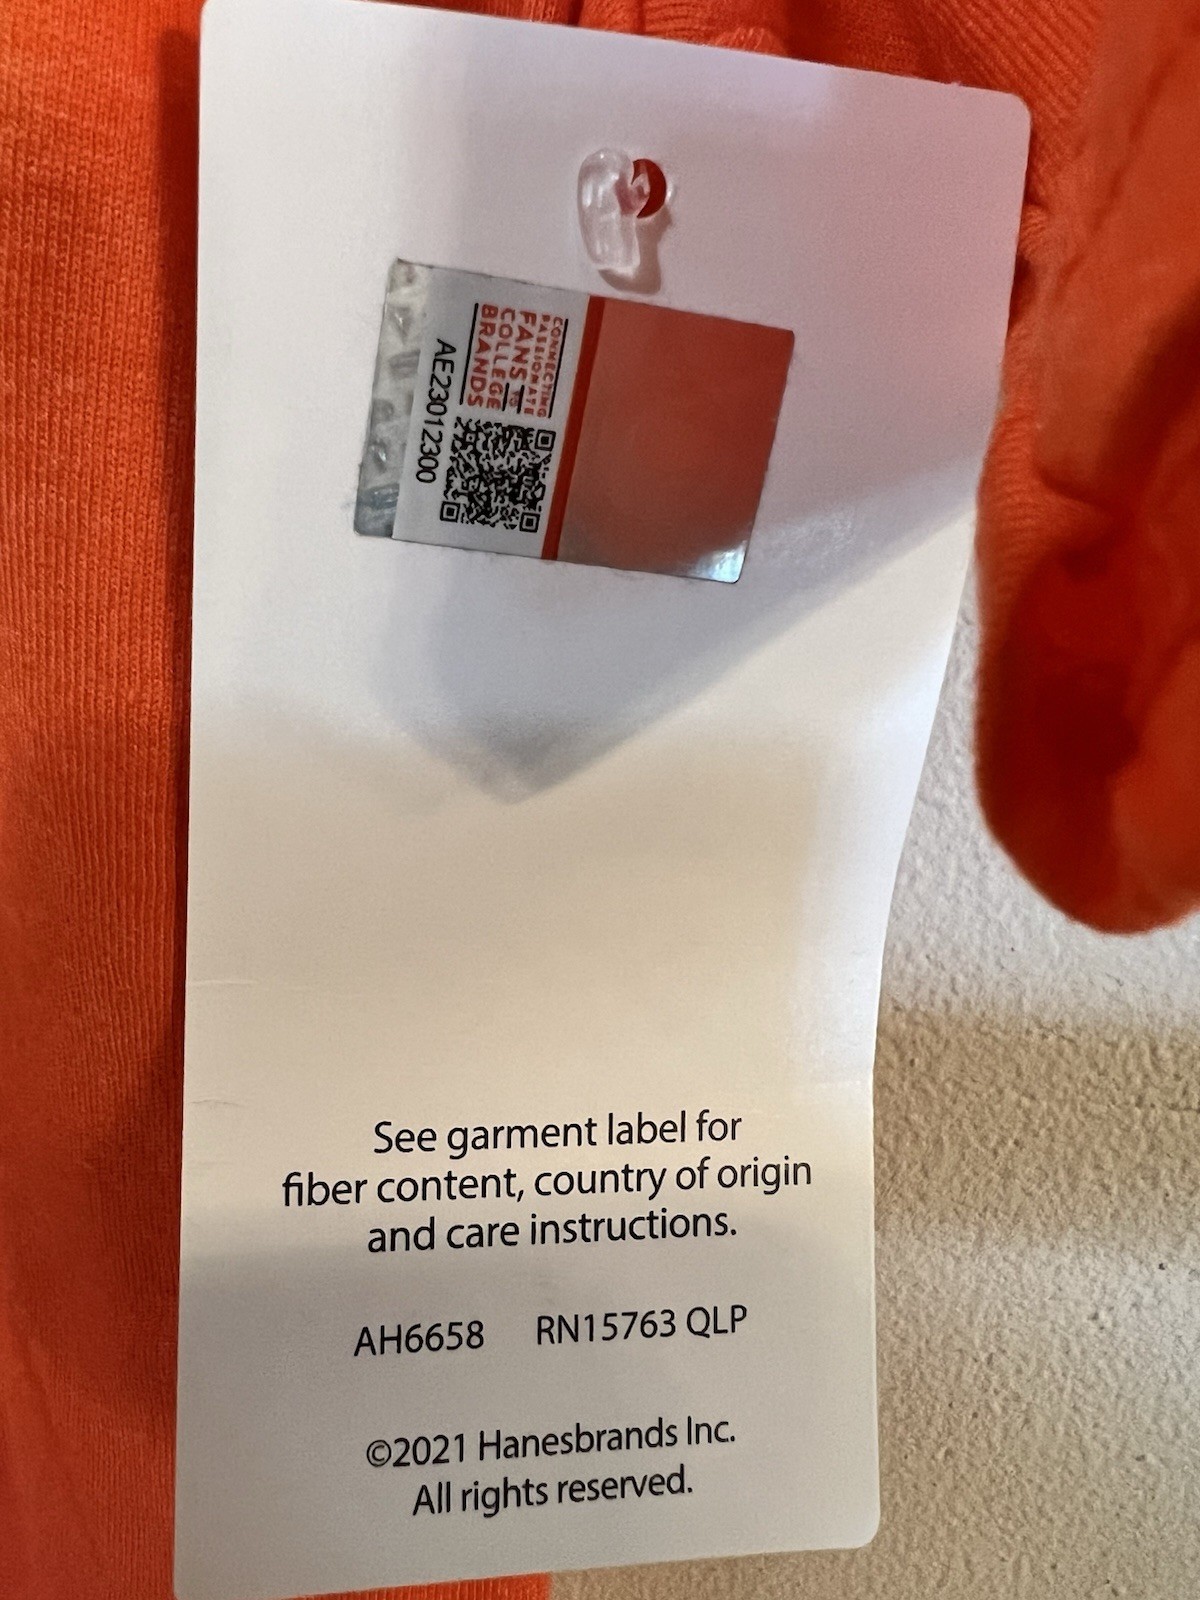 CONNECTING
PASSIONATE
FANS TO
COLLEGE
BRANDS
AE23012300
See garment label for
fiber content, country of origin
and care instructions.
AH6658 RN15763 QLP
©2021 Hanesbrands Inc.
All rights reserved.